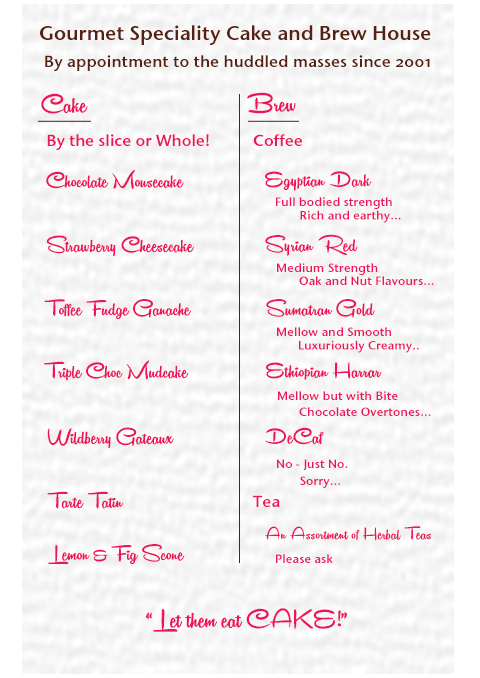 Gourmet Speciality Cake and Brew House
By appointment to the huddled masses since 2001
Cake
By the slice or Whole!
Chocolate Mousecake
Strawberry Cheesecake
Toffee Fudge Ganache
Triple Choc Mudcake
Wildberry Gateaux
Tarte Tatin
Lemon & Fig Scone
Brew
Coffee
Egyptian Dark
Full bodied strength
Rich and earthy...
Syrian Red
Medium Strength
Oak and Nut Flavours...
Sumatran Gold
Mellow and Smooth
Luxuriously Creamy..
Ethiopian Harrar
Mellow but with Bite
Chocolate Overtones...
DeCaf
No - Just No.
Sorry...
Tea
An Assortment of Herbal Teas
Please ask
“Let them eat CAKE!”